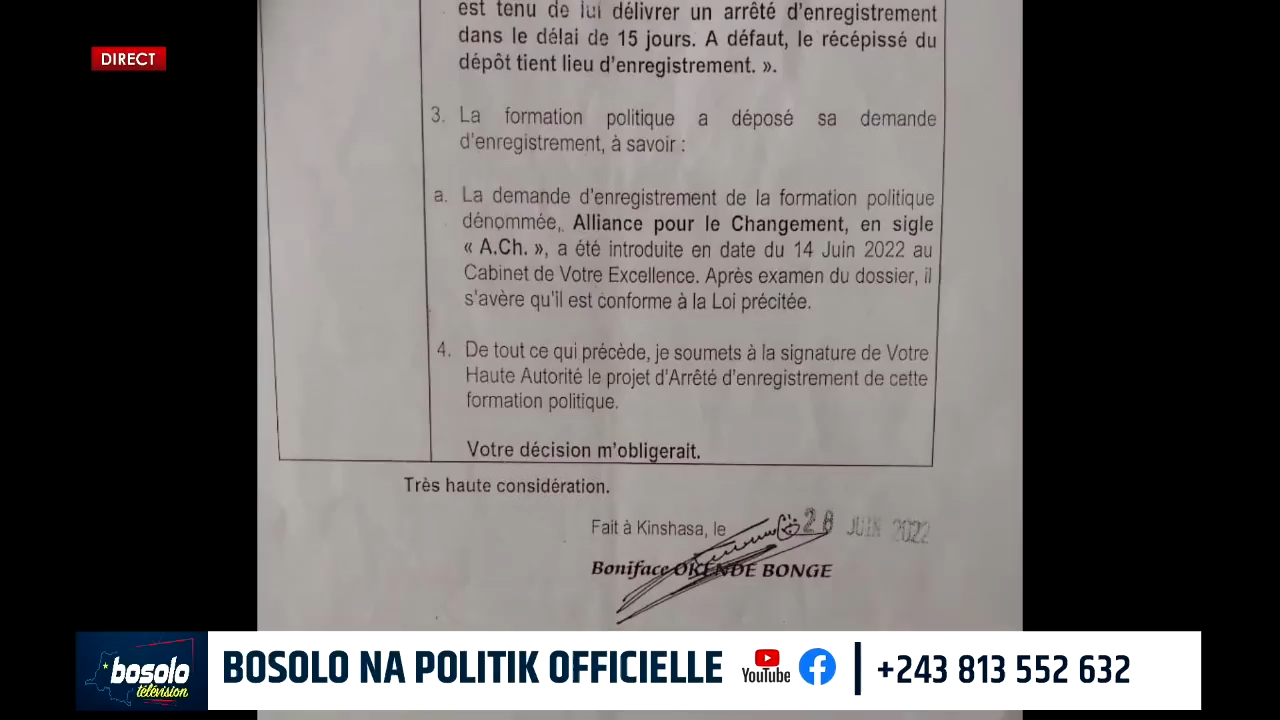 est tenu de lui délivrer un arrêté d'enregistrement
DIRECT
dans le délai de 15 jours. A défaut, le récépissé du
dépôt tient lieu d'enregistrement. ».
3. La formation politique a déposé sa demande
d'enregistrement, à savoir :
a. La demande d'enregistrement de la formation politique
dénommée, Alliance pour le Changement, en sigle
« A.Ch. », a été introduite en date du 14 Juin 2022 au
Cabinet de Votre Excellence. Après examen du dossier, il
s'avère qu'il est conforme à la Loi précitée.
4. De tout ce qui précède, je soumets à la signature de Votre
Haute Autorité le projet d'Arrêté d'enregistrement de cette
formation politique.
Votre décision m'obligerait.
Très haute considération.
Fait à Kinshasa, le 28 JUIN 2022
Boniface OKENDE BONGE
bosolo
télévision
BOSOLO NA POLITIK OFFICIELLE
YouTube
+243 813 552 632